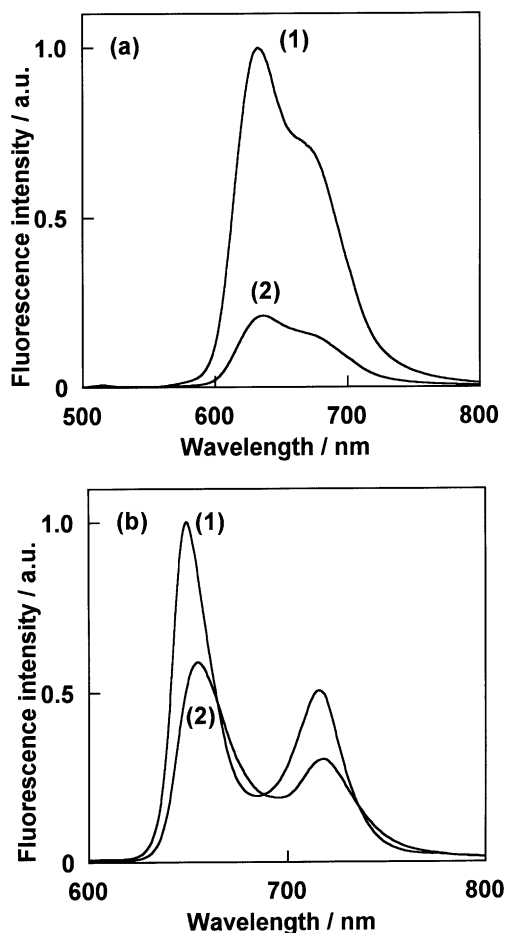 (a)
(1)
(2)
1.0
0.5
0
500
600
700
800
Fluorescence intensity / a.u.
Wavelength / nm
(b)
(1)
(2)
1.0
0.5
0
600
700
800
Fluorescence intensity / a.u.
Wavelength / nm